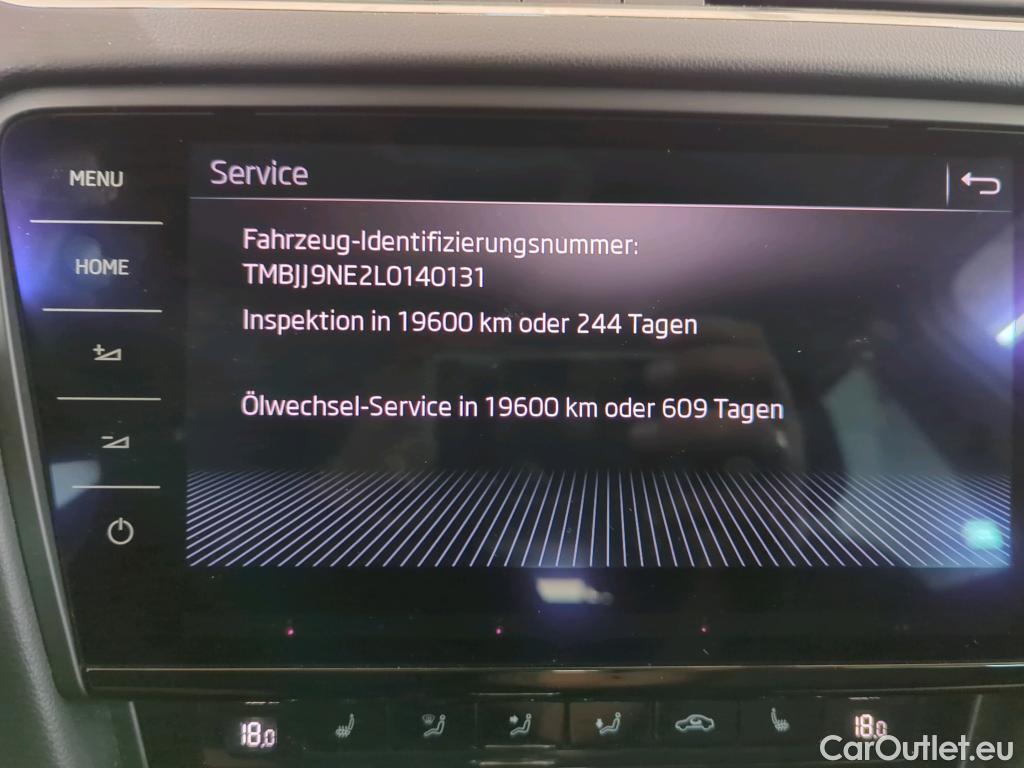 Service
MENU
Fahrzeug-Identifizierungsnummer:
TMBJJ9NE2L0140131
HOME
Inspektion in 19600 km oder 244 Tagen
Ölwechsel-Service in 19600 km oder 609 Tagen
18.0
18.0
CarOutlet.eu